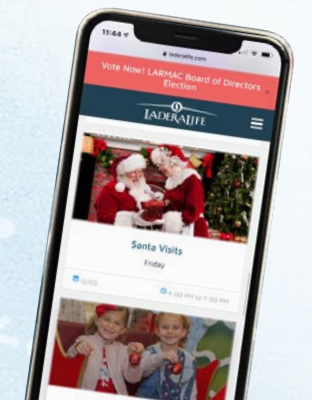 11:44
laderalife.com
Vote Now! LARMAC Board of Directors
Election
LADERALIFE
Santa Visits
Friday
12/03
4:00 PM to 7:00 PM